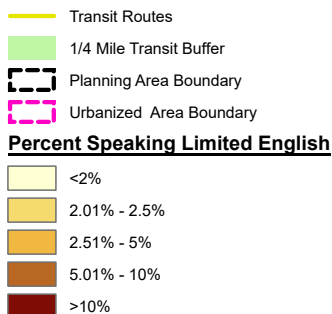 Transit Routes
1/4 Mile Transit Buffer
Planning Area Boundary
Urbanized Area Boundary
Percent Speaking Limited English
<2%
2.01% - 2.5%
2.51% - 5%
5.01% - 10%
>10%